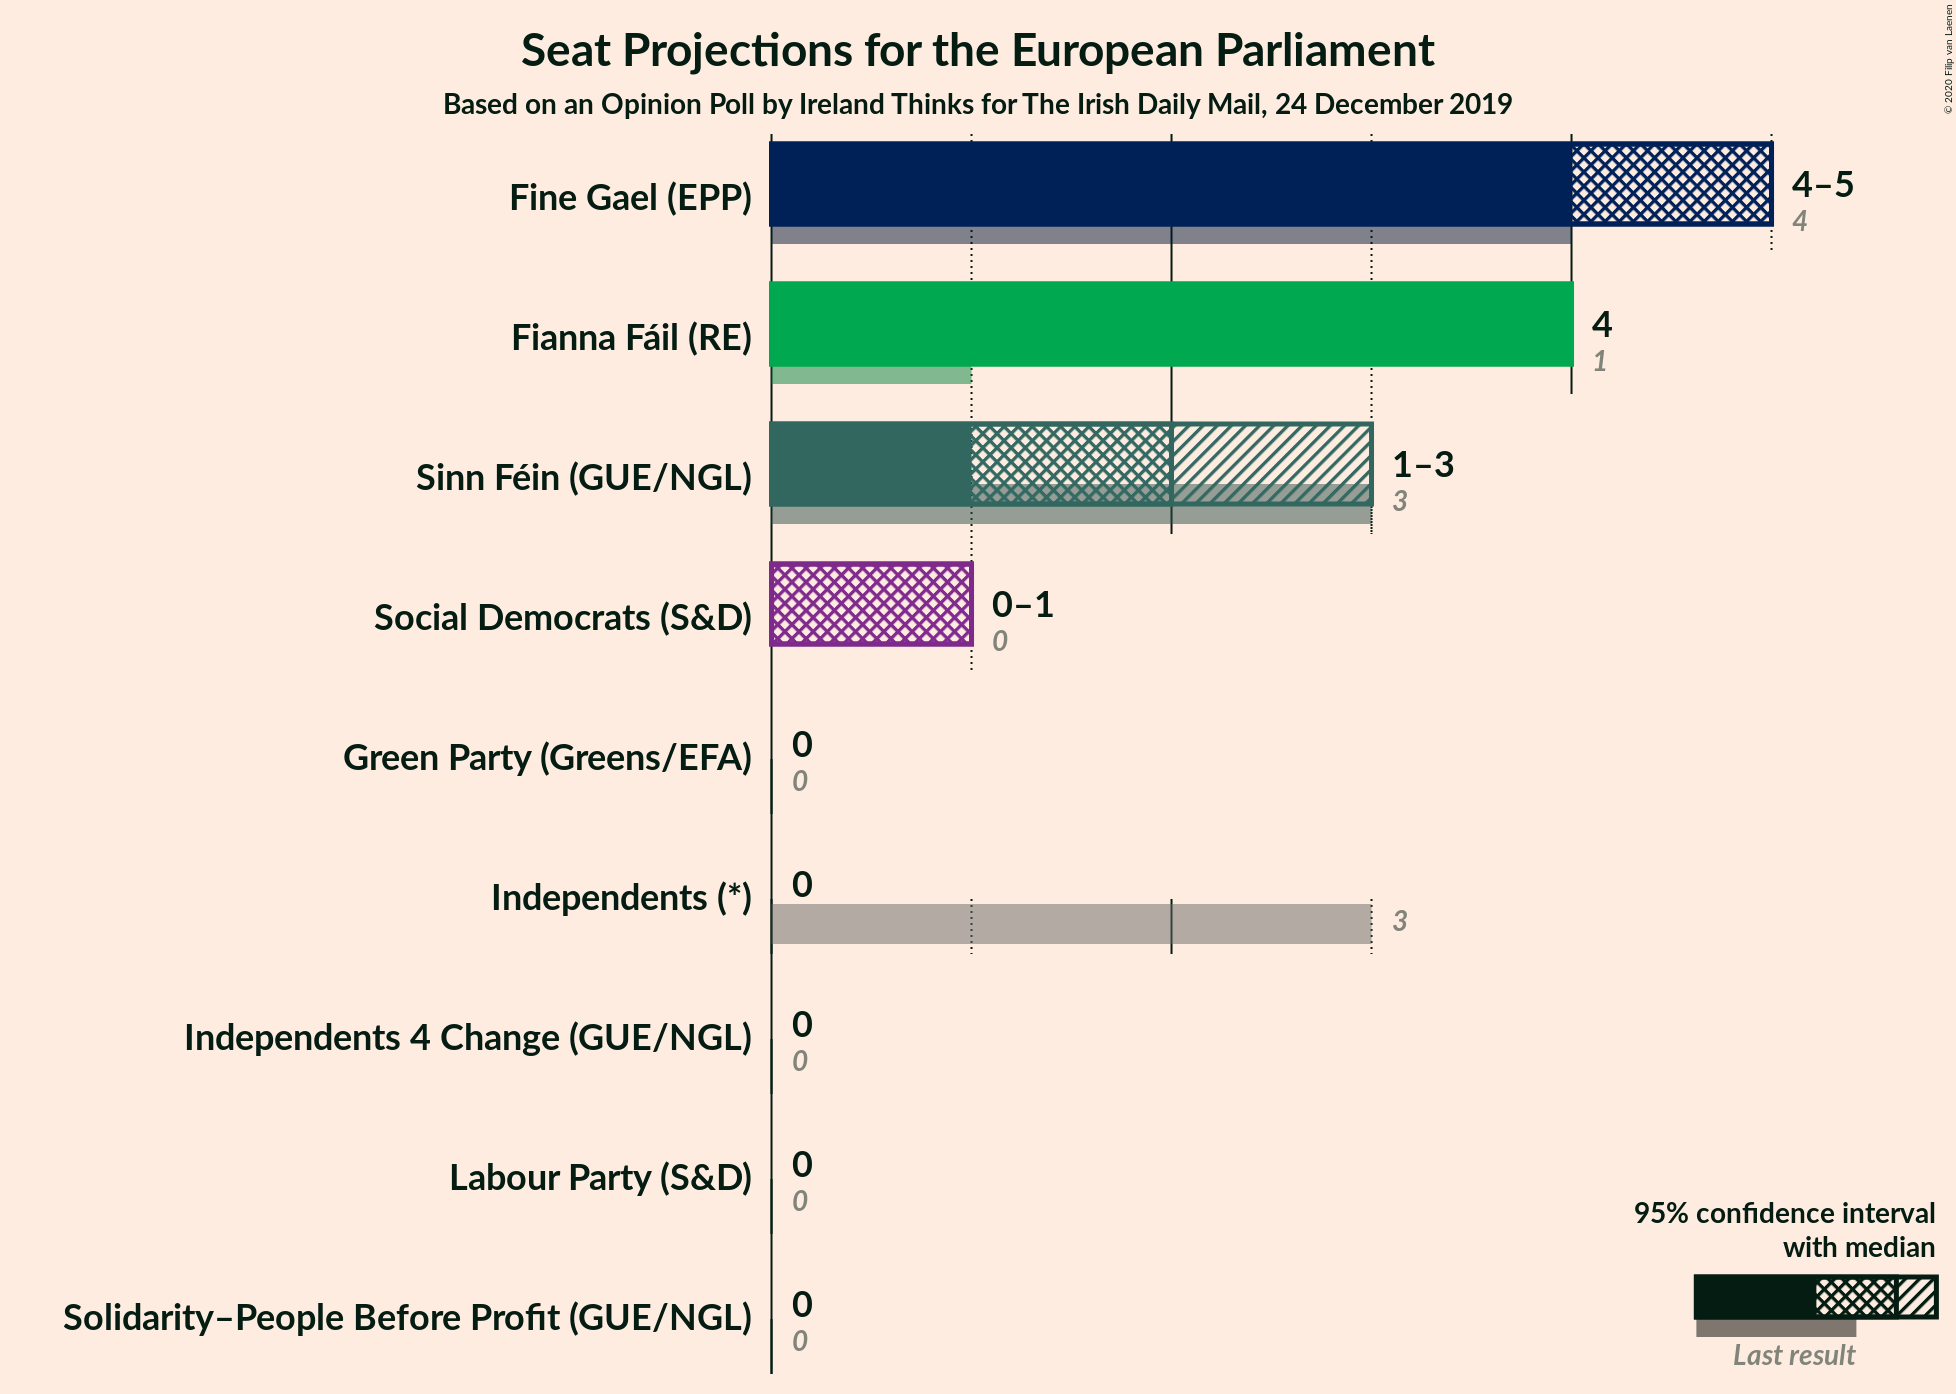 Seat Projections for the European Parliament
Based on an Opinion Poll by Ireland Thinks for The Irish Daily Mail, 24 December 2019
© 2020 Filip van Laenen
Fine Gael (EPP)
4–5
4
Fianna Fáil (RE)
4
1
Sinn Féin (GUE/NGL)
1–3
3
Social Democrats (S&D)
0–1
0
Green Party (Greens/EFA)
0
0
Independents (*)
0
3
Independents 4 Change (GUE/NGL)
0
0
Labour Party (S&D)
0
0
Solidarity–People Before Profit (GUE/NGL)
0
0
95% confidence interval
with median
Last result